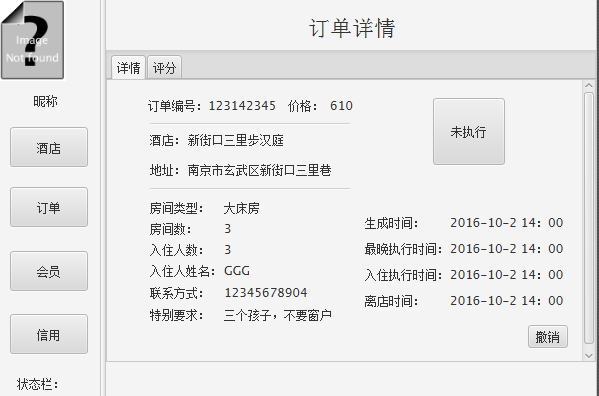 Image
Not found
昵称
酒店
订单
会员
信用
状态栏：
订单详情
详情 评分
订单编号：123142345 价格： 610
未执行
酒店：新街口三里步汉庭
地址：南京市玄武区新街口三里巷
房间类型： 大床房
房间数： 3
入住人数： 3
入住人姓名：GGG
联系方式： 12345678904
特别要求： 三个孩子，不要窗户
生成时间： 2016-10-2 14：00
最晚执行时间：2016-10-2 14：00
入住执行时间：2016-10-2 14：00
离店时间： 2016-10-2 14：00
撤销